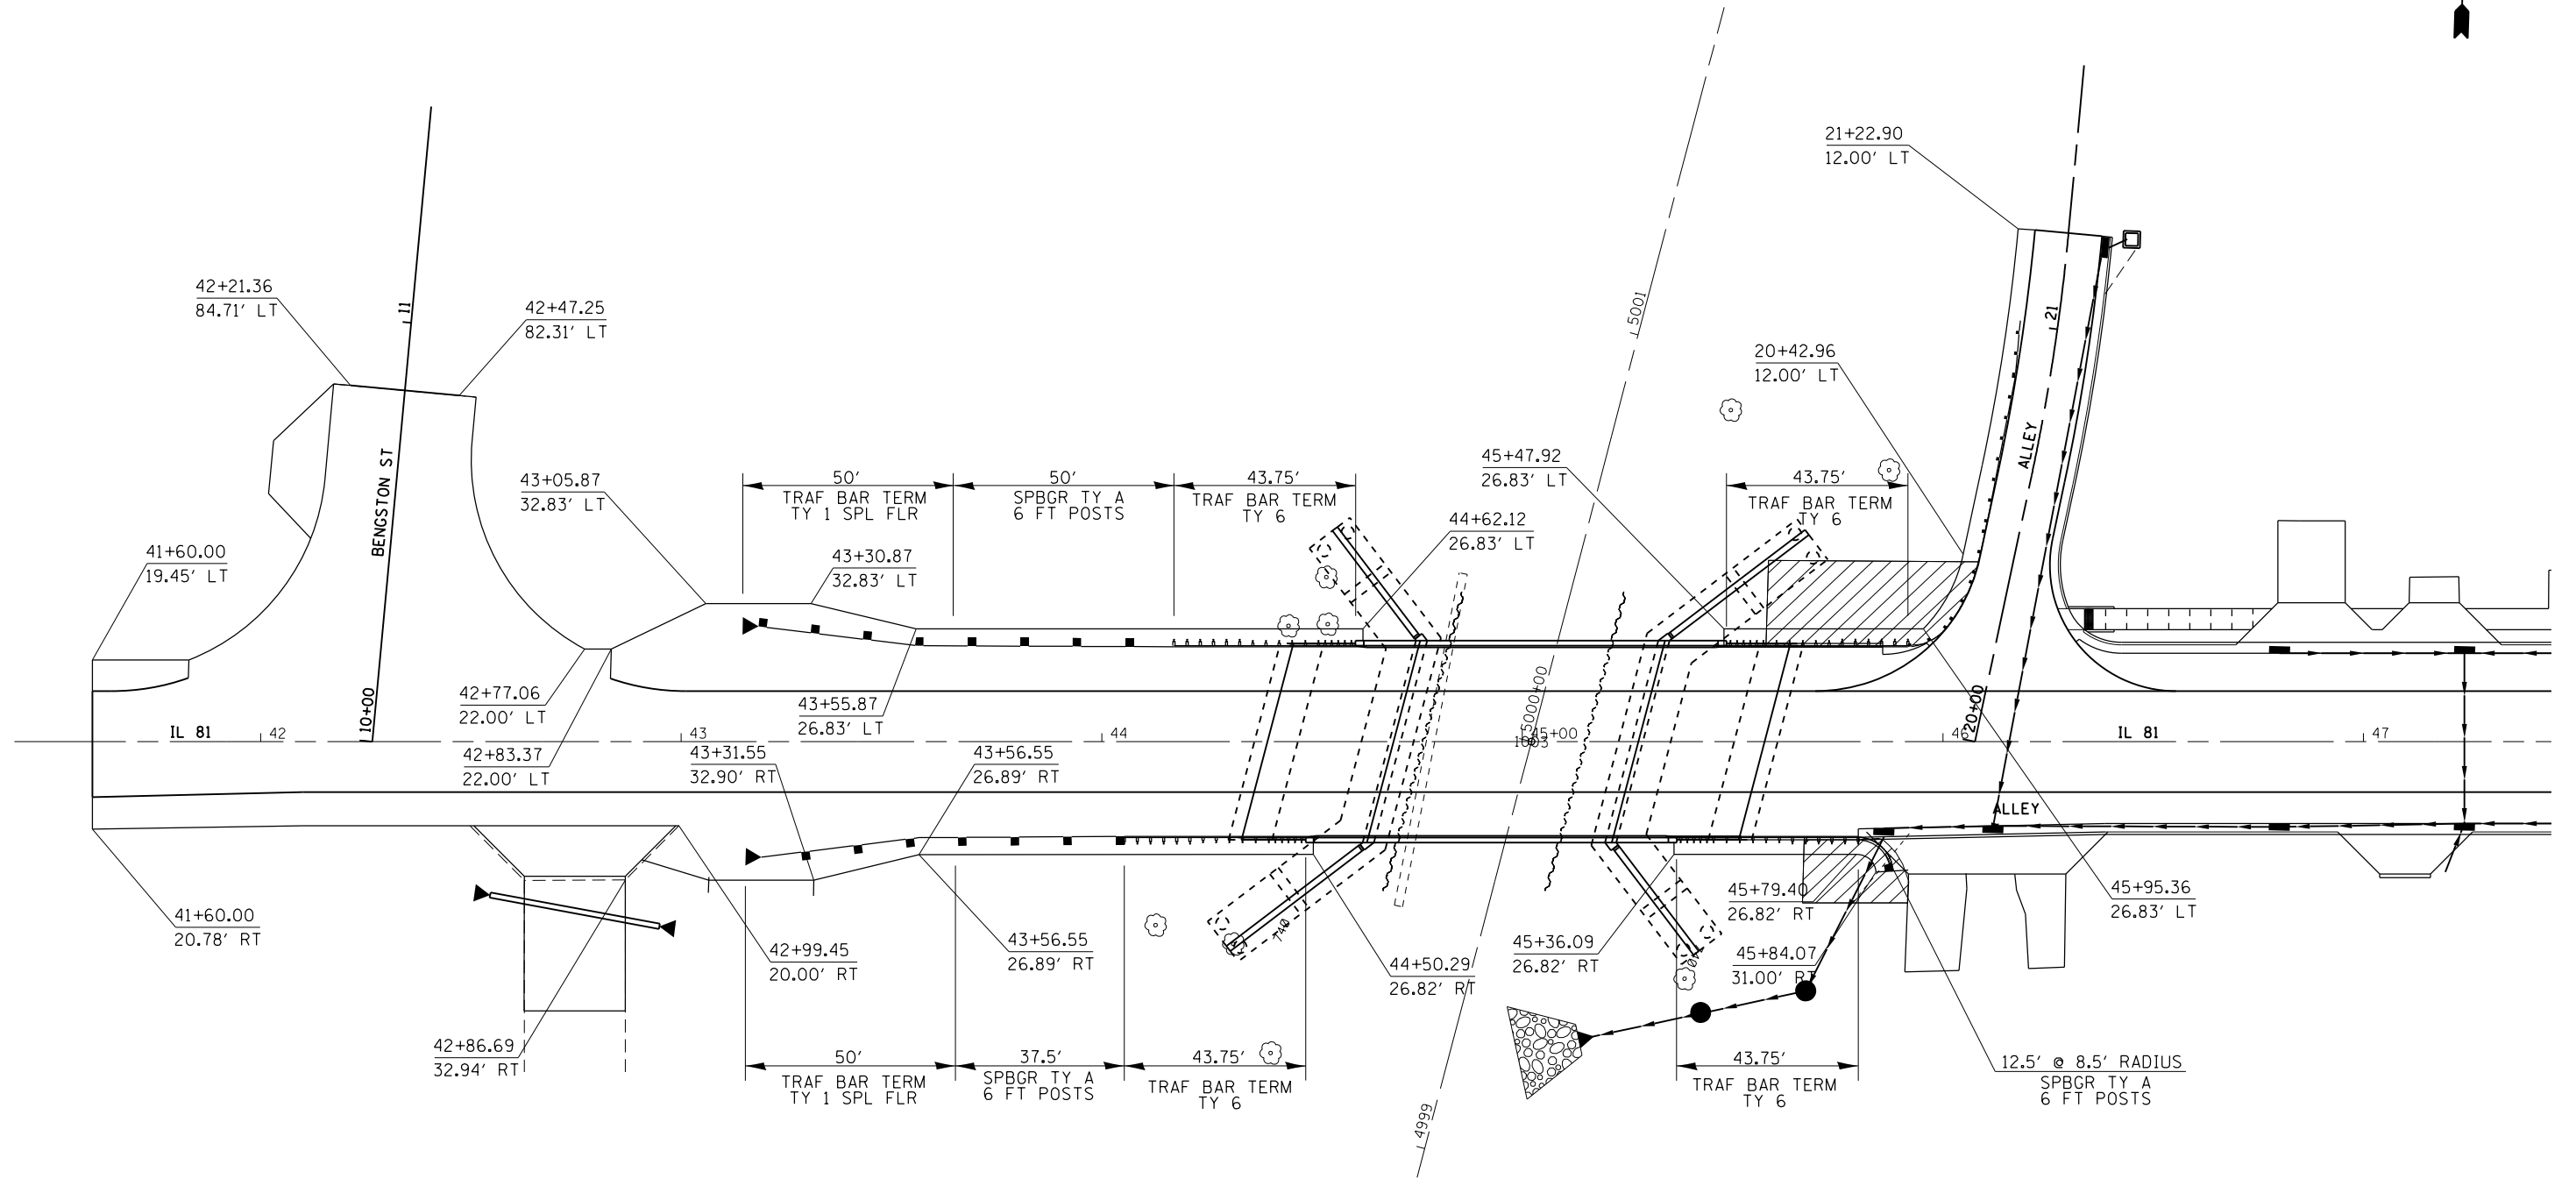 21+22.90
12.00' LT
42+21.36
84.71' LT
42+47.25
82.31' LT
11
5001
21
20+42.96
12.00' LT
BENGSTON ST
ALLEY
43+05.87
32.83' LT
50'
TRAF BAR TERM
TY 1 SPL FLR
50'
SPBGR TY A
6 FT POSTS
43.75'
TRAF BAR TERM
TY 6
45+47.92
26.83' LT
43.75'
TRAF BAR TERM
TY 6
44+62.12
26.83' LT
41+60.00
19.45' LT
43+30.87
32.83' LT
42+77.06
22.00' LT
43+55.87
26.83' LT
10+00
5000+00
20+00
IL 81
42
43
44
45+00
1003
46
IL 81
47
42+83.37
22.00' LT
43+31.55
32.90' RT
43+56.55
26.89' RT
ALLEY
41+60.00
20.78' RT
42+99.45
20.00' RT
43+56.55
26.89' RT
740
44+50.29
26.82' RT
45+36.09
26.82' RT
45+79.40
26.82' RT
45+84.07
31.00' RT
45+95.36
26.83' LT
42+86.69
32.94' RT
50'
TRAF BAR TERM
TY 1 SPL FLR
37.5'
SPBGR TY A
6 FT POSTS
43.75'
TRAF BAR TERM
TY 6
43.75'
TRAF BAR TERM
TY 6
12.5' @ 8.5' RADIUS
SPBGR TY A
6 FT POSTS
4999